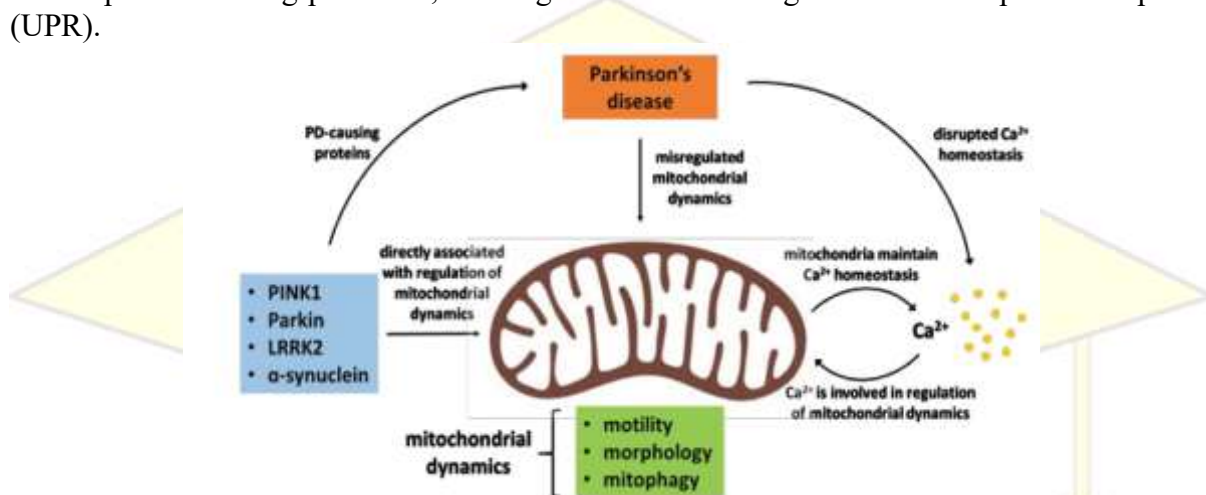 (UPR).
Parkinson's
disease
PD-causing
proteins
disrupted Ca²⁺
homeostasis
misregulated
mitochondrial
dynamics
directly associated
with regulation of
mitochondrial
dynamics
mitochondria maintain
Ca²⁺ homeostasis
• PINK1
• Parkin
• LRRK2
• α-synuclein
Ca²⁺
Ca²⁺ is involved in regulation
of mitochondrial dynamics
mitochondrial
dynamics
• motility
• morphology
• mitophagy